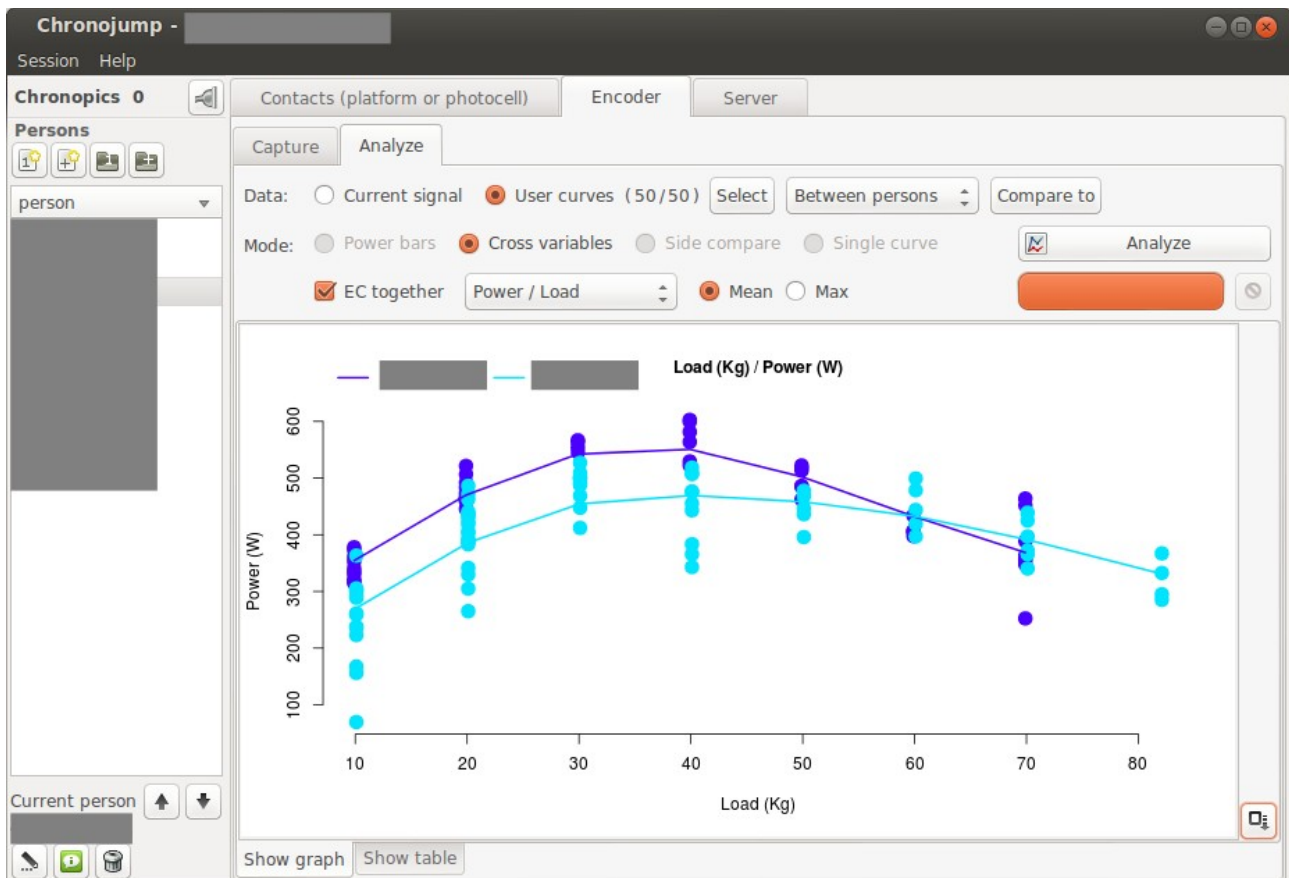 Chronojump -
Session Help
Chronopics 0
Persons
person
Current person
Contacts (platform or photocell) Encoder Server
Capture Analyze
Data: Current signal User curves (50/50) Select Between persons Compare to
Mode: Power bars Cross variables Side compare Single curve Analyze
EC together Power / Load Mean Max
Load (Kg) / Power (W)
Power (W)
600
500
400
300
200
100
10 20 30 40 50 60 70 80
Load (Kg)
Show graph Show table